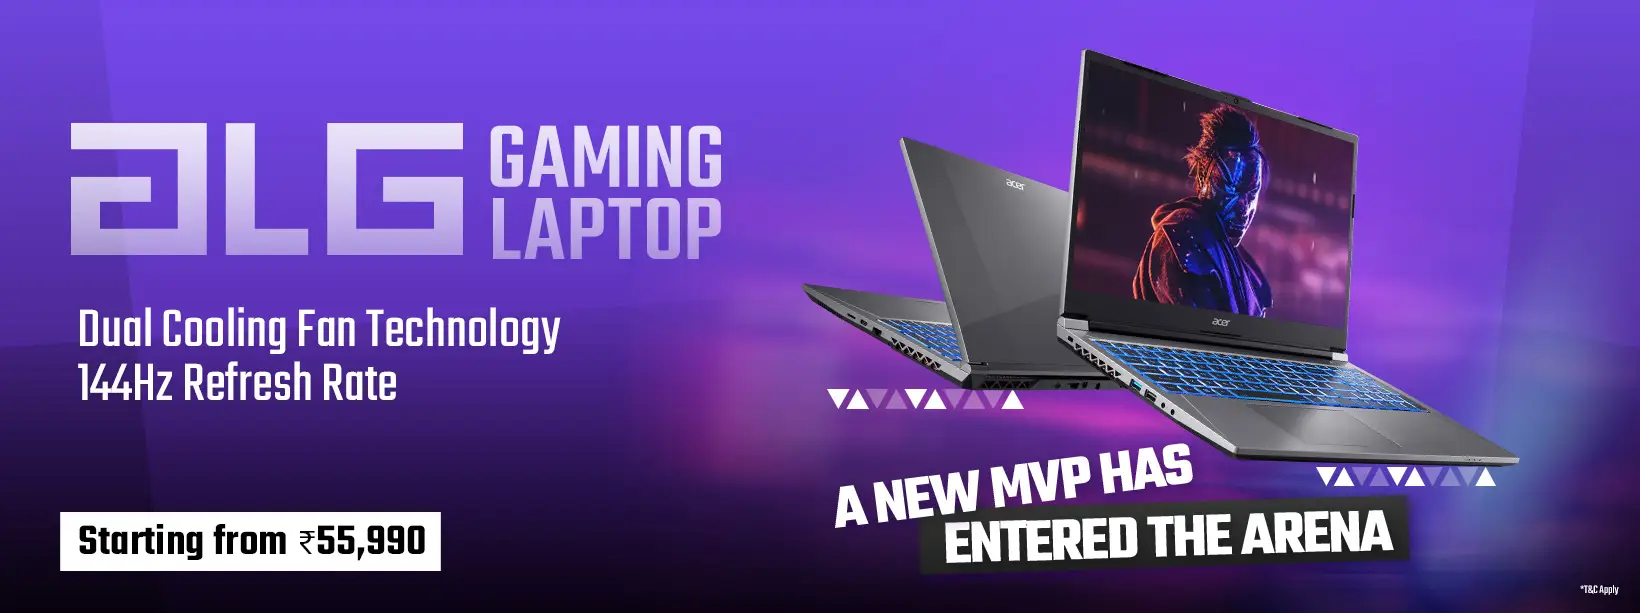 ALG GAMING
LAPTOP
Dual Cooling Fan Technology
144Hz Refresh Rate
Starting from ₹55,990
acer
acer
A NEW MVP HAS
ENTERED THE ARENA
*T&C Apply